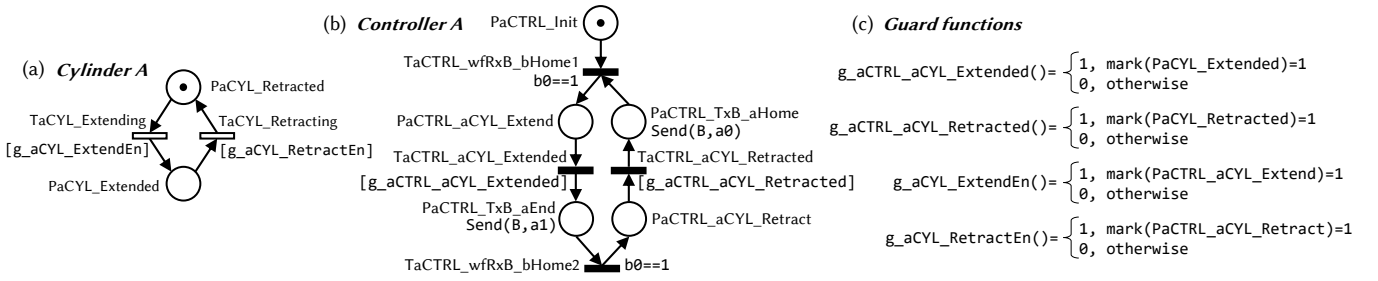 (a) Cylinder A
PaCYL_Retracted
TaCYL_Extending
[g_aCYL_ExtendEn]
TaCYL_Retracting
[g_aCYL_RetractEn]
PaCYL_Extended
(b) Controller A
PaCTRL_Init
TaCTRL_wfRxB_bHome1
b0==1
PaCTRL_aCYL_Extend
PaCTRL_TxB_aHome
Send(B,a0)
TaCTRL_aCYL_Extended
[g_aCTRL_aCYL_Extended]
TaCTRL_aCYL_Retracted
[g_aCTRL_aCYL_Retracted]
PaCTRL_TxB_aEnd
Send(B,a1)
PaCTRL_aCYL_Retract
TaCTRL_wfRxB_bHome2 b0==1
(c) Guard functions
g_aCTRL_aCYL_Extended()= { 1, mark(PaCYL_Extended)=1
0, otherwise
g_aCTRL_aCYL_Retracted()= { 1, mark(PaCYL_Retracted)=1
0, otherwise
g_aCYL_ExtendEn()= { 1, mark(PaCTRL_aCYL_Extend)=1
0, otherwise
g_aCYL_RetractEn()= { 1, mark(PaCTRL_aCYL_Retract)=1
0, otherwise